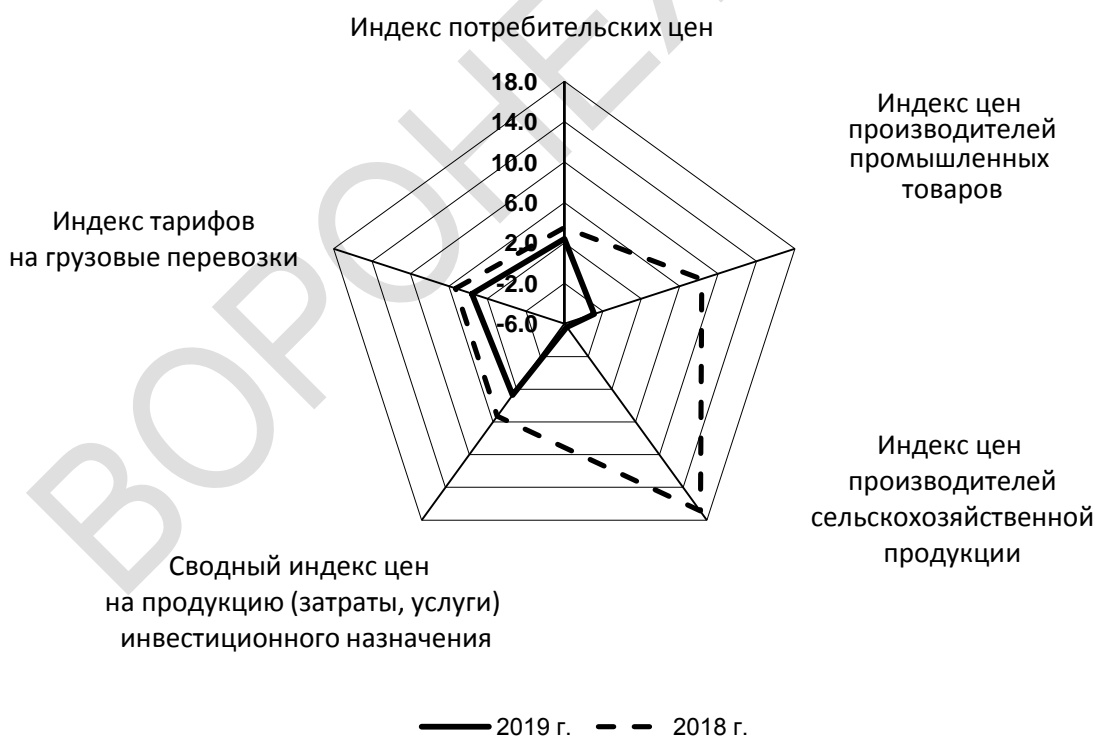 Индекс потребительских цен
18.0
14.0
10.0
6.0
2.0
-2.0
-6.0
Индекс цен
производителей
промышленных
товаров
Индекс тарифов
на грузовые перевозки
Индекс цен
производителей
сельскохозяйственной
продукции
Сводный индекс цен
на продукцию (затраты, услуги)
инвестиционного назначения
2019 г.
2018 г.